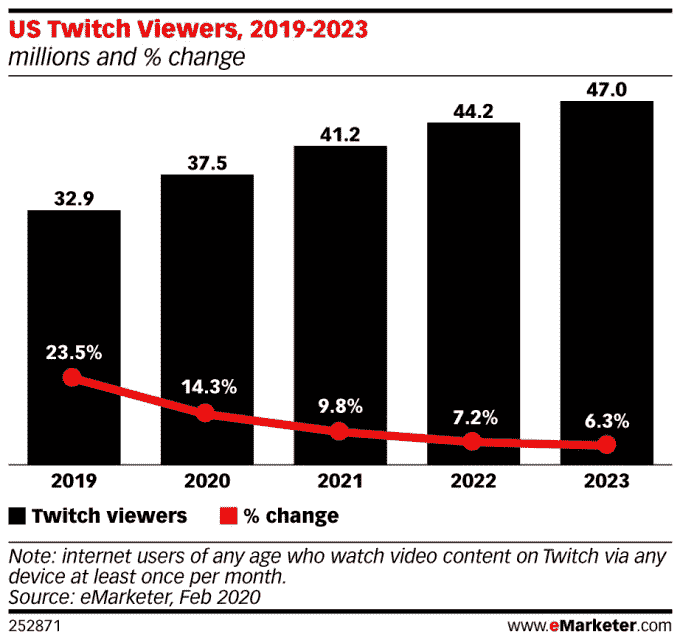 US Twitch Viewers, 2019-2023
millions and % change
47.0
44.2
41.2
37.5
32.9
23.5%
14.3%
9.8%
7.2%
6.3%
2019 2020 2021 2022 2023
Twitch viewers % change
Note: internet users of any age who watch video content on Twitch via any
device at least once per month.
Source: eMarketer, Feb 2020
252871 www.eMarketer.com